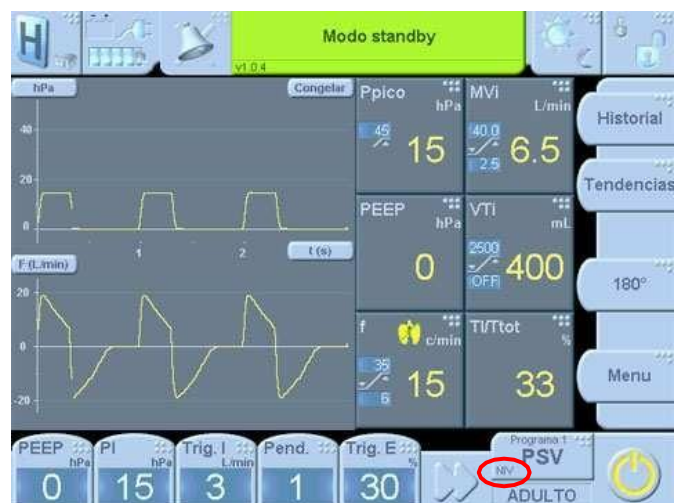 H
Modo standby
v1.0.4
hPa
Congelar
40
20
0
1
2
t (s)
F (L/min)
20
0
-20
Ppico
hPa
45
15
MVi
L/min
40.0
2.5
6.5
PEEP
hPa
0
VTi
mL
2500
OFF
400
f
c/min
35
6
15
TI/Ttot
%
33
Historial
Tendencias
180°
Menu
PEEP
hPa
0
PI
hPa
15
Trig. I
L/min
3
Pend.
1
Trig. E
%
30
Programa 1
PSV
NIV
ADULTO